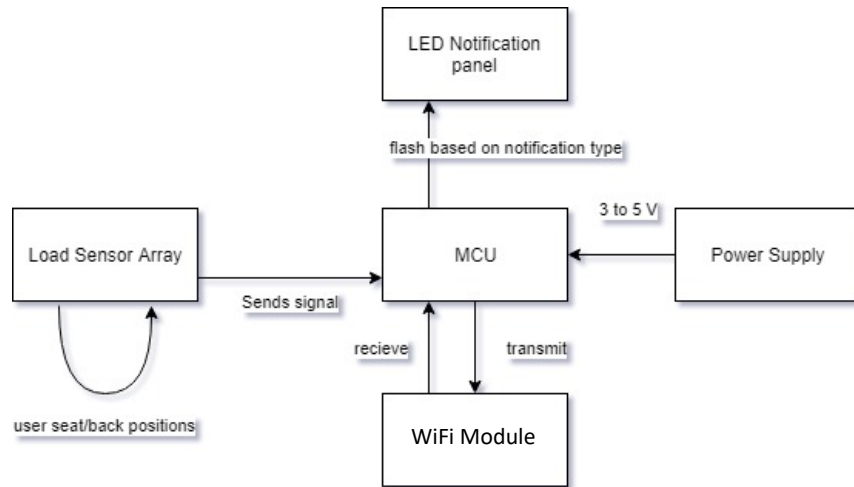 LED Notification
panel
flash based on notification type
3 to 5 V
Load Sensor Array
MCU
Power Supply
Sends signal
recieve
transmit
user seat/back positions
WiFi Module